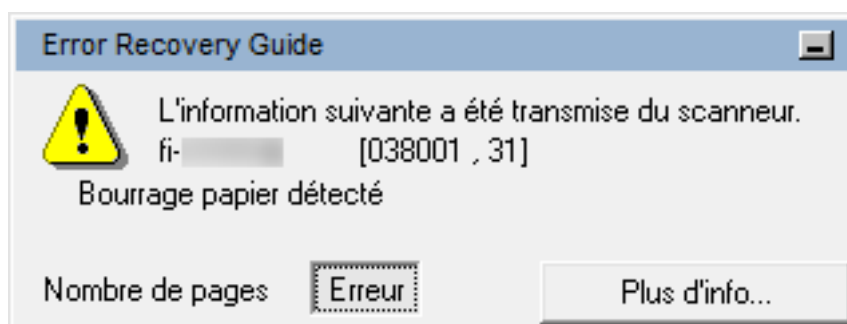 Error Recovery Guide
L'information suivante a été transmise du scanneur.
fi- [038001 , 31]
Bourrage papier détecté
Nombre de pages Erreur Plus d'info...